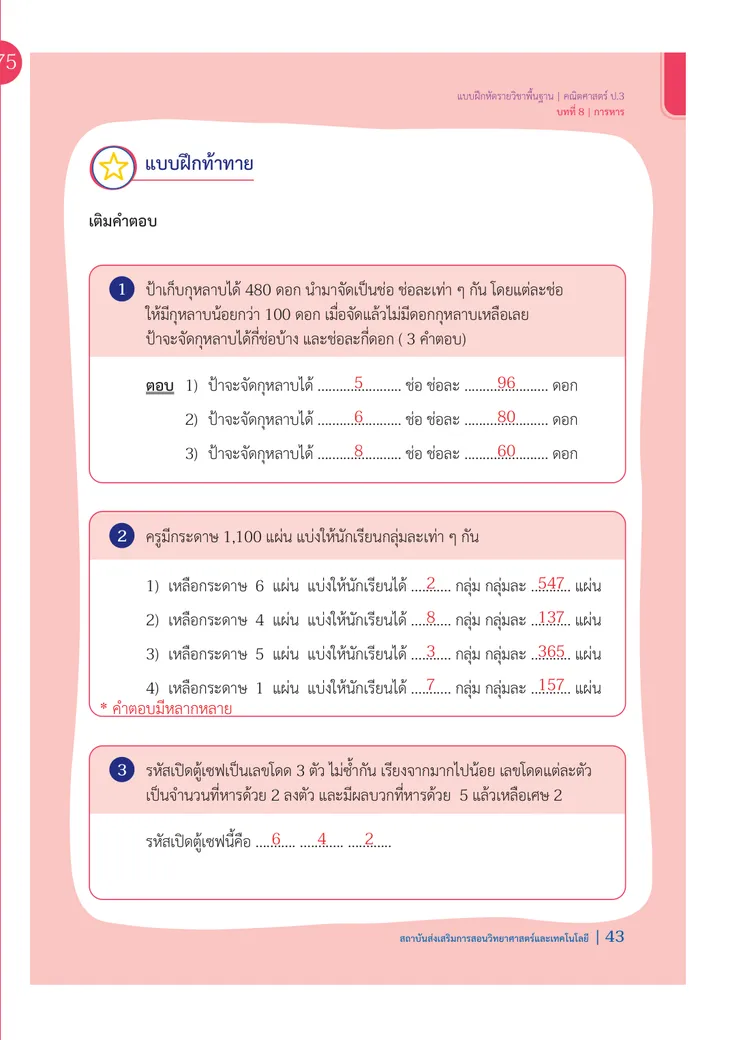 75
แบบฝึกหัดรายวิชาพื้นฐาน | คณิตศาสตร์ ป.3
บทที่ 8 | การหาร
แบบฝึกท้าทาย
เติมคำตอบ
1 ป้าเก็บกุหลาบได้ 480 ดอก นำมาจัดเป็นช่อ ช่อละเท่า ๆ กัน โดยแต่ละช่อ
ให้มีกุหลาบน้อยกว่า 100 ดอก เมื่อจัดแล้วไม่มีดอกกุหลาบเหลือเลย
ป้าจะจัดกุหลาบได้กี่ช่อบ้าง และช่อละกี่ดอก ( 3 คำตอบ)
ตอบ 1) ป้าจะจัดกุหลาบได้ ..........5.......... ช่อ ช่อละ .........96......... ดอก
2) ป้าจะจัดกุหลาบได้ ..........6.......... ช่อ ช่อละ .........80......... ดอก
3) ป้าจะจัดกุหลาบได้ ..........8.......... ช่อ ช่อละ .........60......... ดอก
2 ครูมีกระดาษ 1,100 แผ่น แบ่งให้นักเรียนกลุ่มละเท่า ๆ กัน
1) เหลือกระดาษ 6 แผ่น แบ่งให้นักเรียนได้ ....2.... กลุ่ม กลุ่มละ ..547.. แผ่น
2) เหลือกระดาษ 4 แผ่น แบ่งให้นักเรียนได้ ....8.... กลุ่ม กลุ่มละ ..137.. แผ่น
3) เหลือกระดาษ 5 แผ่น แบ่งให้นักเรียนได้ ....3.... กลุ่ม กลุ่มละ ..365.. แผ่น
4) เหลือกระดาษ 1 แผ่น แบ่งให้นักเรียนได้ ....7.... กลุ่ม กลุ่มละ ..157.. แผ่น
* คำตอบมีหลากหลาย
3 รหัสเปิดตู้เซฟเป็นเลขโดด 3 ตัว ไม่ซ้ำกัน เรียงจากมากไปน้อย เลขโดดแต่ละตัว
เป็นจำนวนที่หารด้วย 2 ลงตัว และมีผลบวกที่หารด้วย 5 แล้วเหลือเศษ 2
รหัสเปิดตู้เซฟนี้คือ ....6.... ....4.... ....2....
สถาบันส่งเสริมการสอนวิทยาศาสตร์และเทคโนโลยี | 43